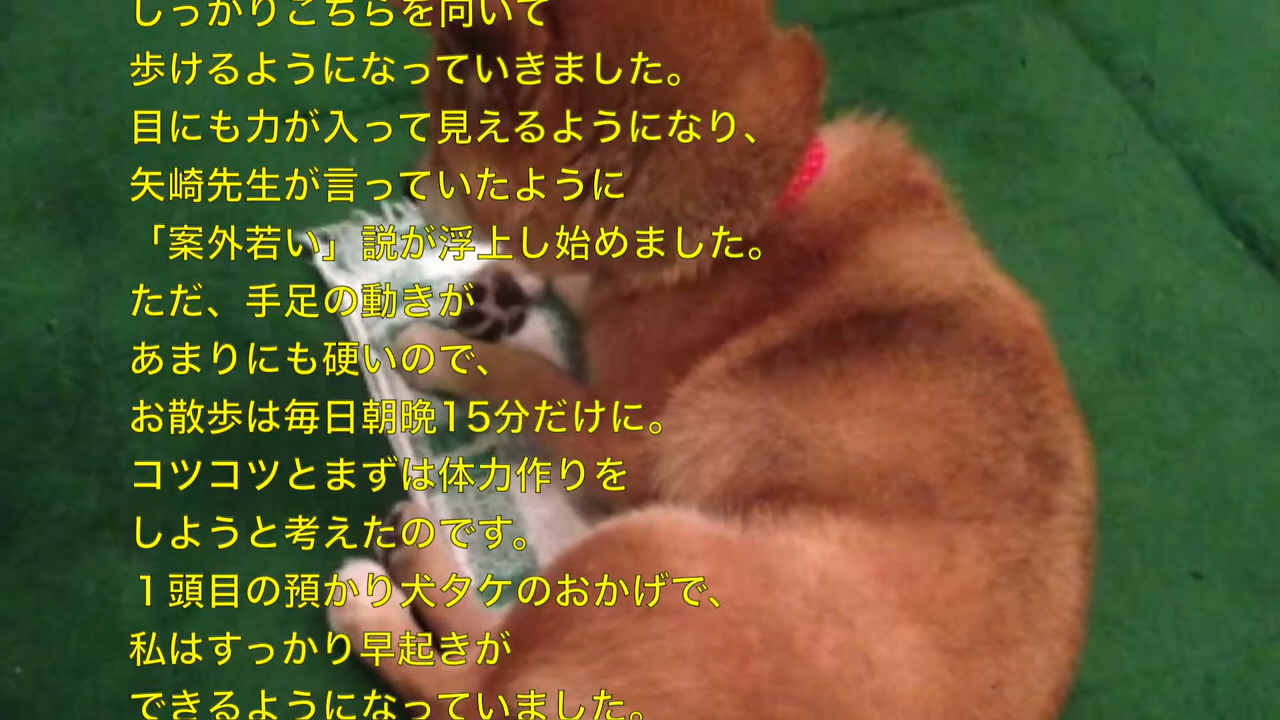 しっかりこちらを向いて
歩けるようになっていきました。
目にも力が入って見えるようになり、
矢崎先生が言っていたように
「案外若い」説が浮上し始めました。
ただ、手足の動きが
あまりにも硬いので、
お散歩は毎日朝晩15分だけに。
コツコツとまずは体力作りを
しようと考えたのです。
１頭目の預かり犬タケのおかげで、
私はすっかり早起きが
できるようになっていました。